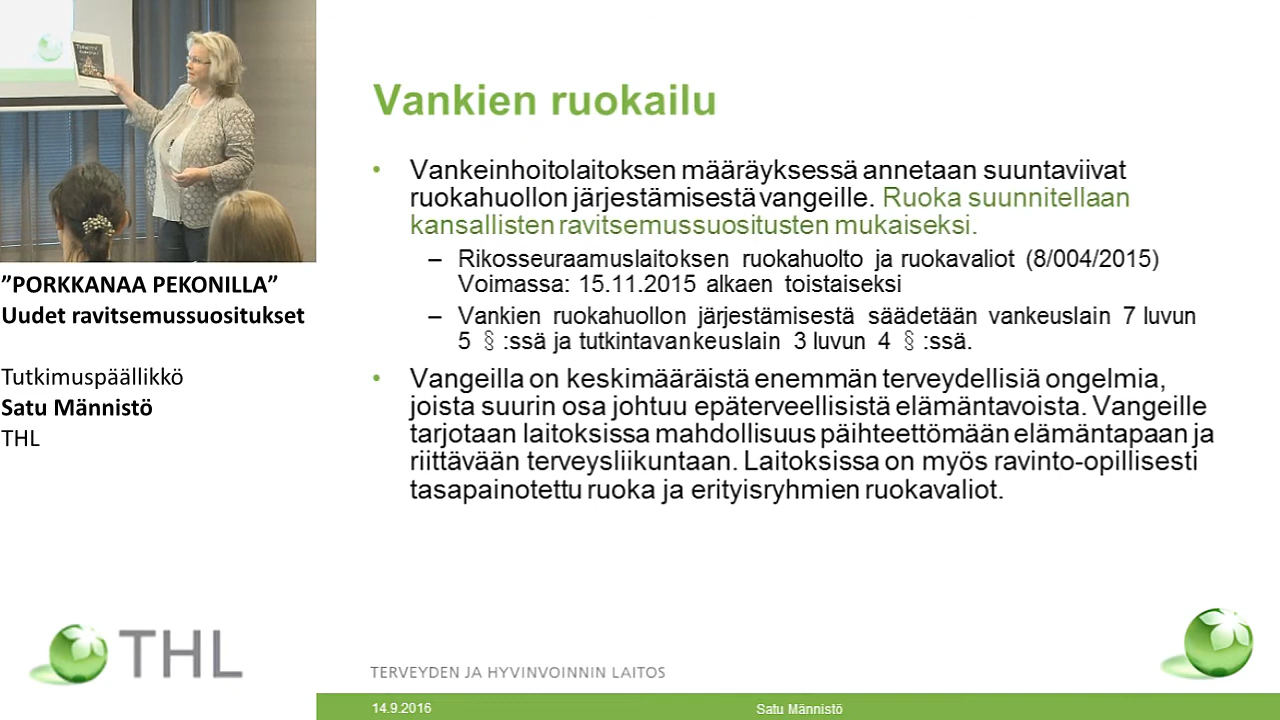 Vankien ruokailu
• Vankeinhoitolaitoksen määräyksessä annetaan suuntaviivat
ruokahuollon järjestämisestä vangeille. Ruoka suunnitellaan
kansallisten ravitsemussuositusten mukaiseksi.
– Rikosseuraamuslaitoksen ruokahuolto ja ruokavaliot (8/004/2015)
Voimassa: 15.11.2015 alkaen toistaiseksi
– Vankien ruokahuollon järjestämisestä säädetään vankeuslain 7 luvun
5 § :ssä ja tutkintavankeuslain 3 luvun 4 § :ssä.
• Vangeilla on keskimääräistä enemmän terveydellisiä ongelmia,
joista suurin osa johtuu epäterveellisistä elämäntavoista. Vangeille
tarjotaan laitoksissa mahdollisuus päihteettömään elämäntapaan ja
riittävään terveysliikuntaan. Laitoksissa on myös ravinto-opillisesti
tasapainotettu ruoka ja erityisryhmien ruokavaliot.
”PORKKANAA PEKONILLA”
Uudet ravitsemussuositukset
Tutkimuspäällikkö
Satu Männistö
THL
THL
TERVEYDEN JA HYVINVOINNIN LAITOS
14.9.2016
Satu Männistö